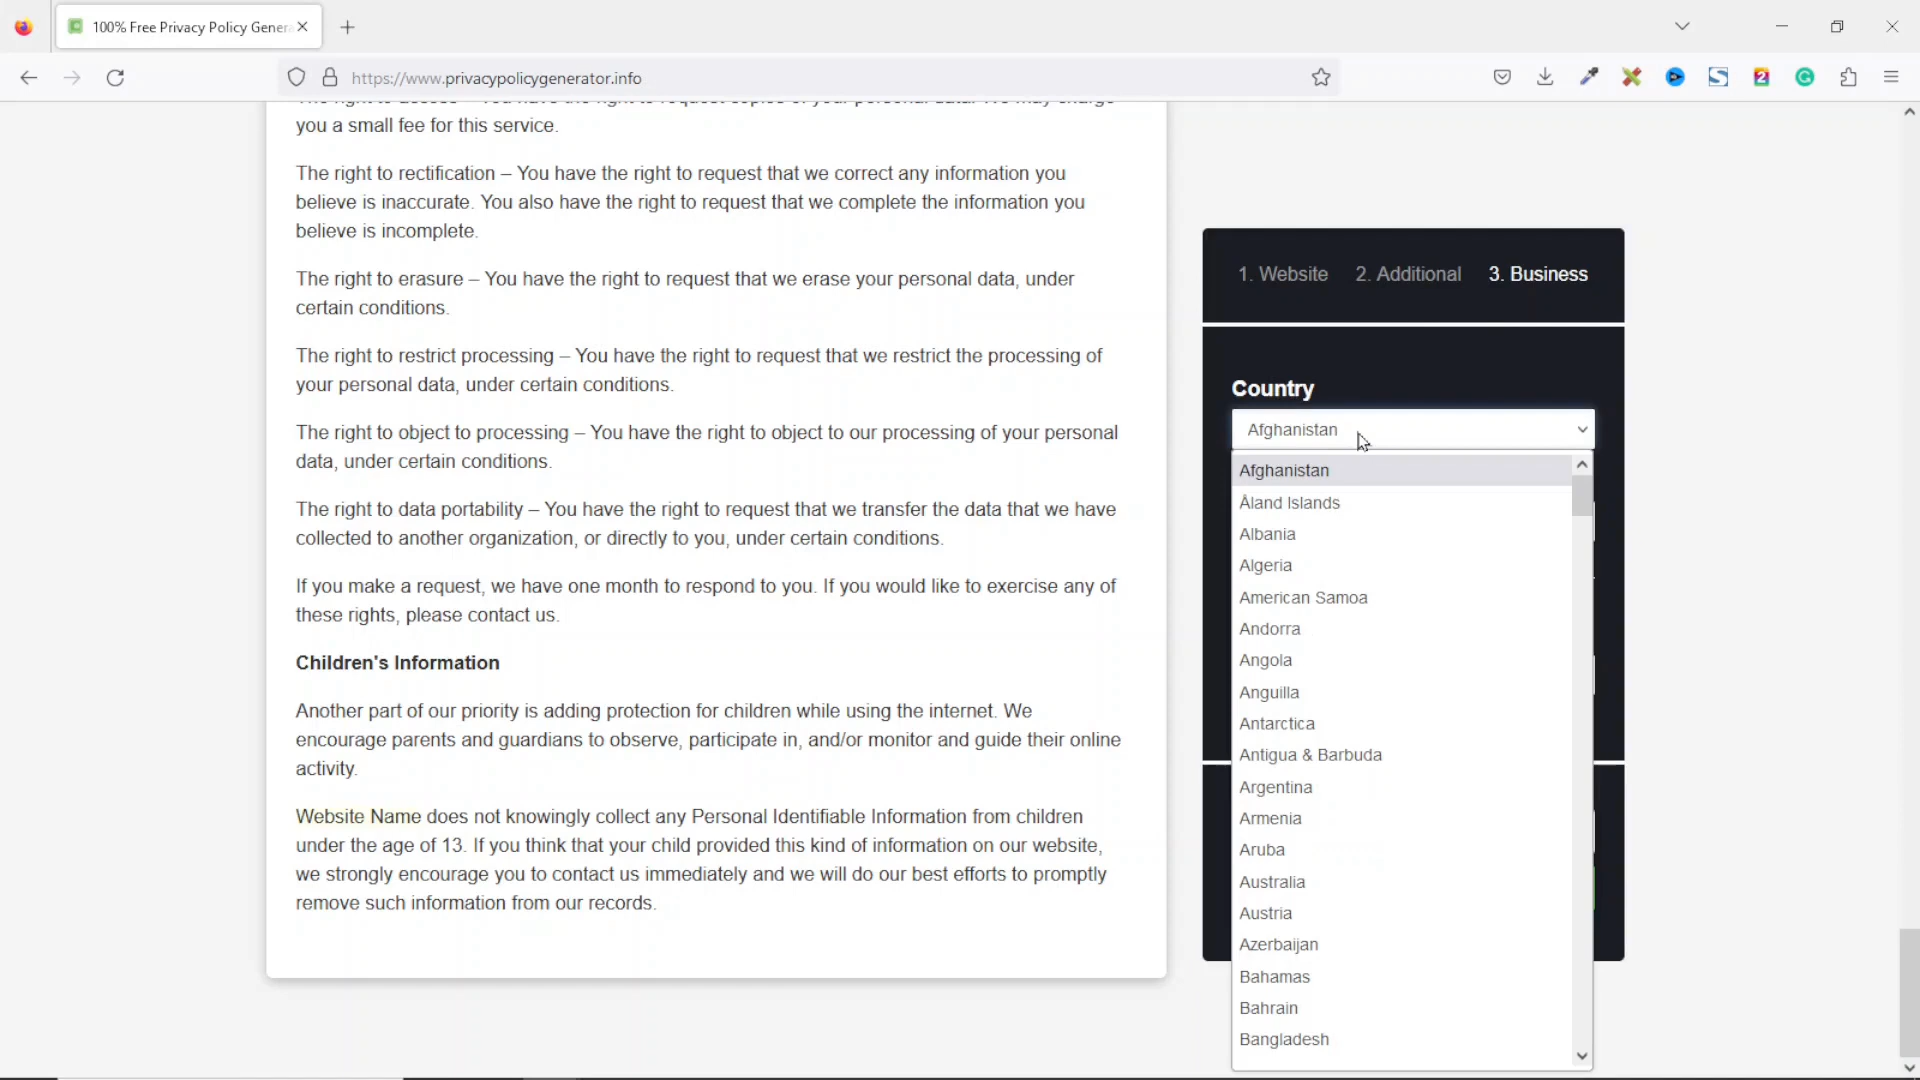 100% Free Privacy Policy Genera
https://www.privacypolicygenerator.info
you a small fee for this service.
The right to rectification – You have the right to request that we correct any information you
believe is inaccurate. You also have the right to request that we complete the information you
believe is incomplete.
The right to erasure – You have the right to request that we erase your personal data, under
certain conditions.
The right to restrict processing – You have the right to request that we restrict the processing of
your personal data, under certain conditions.
The right to object to processing – You have the right to object to our processing of your personal
data, under certain conditions.
The right to data portability – You have the right to request that we transfer the data that we have
collected to another organization, or directly to you, under certain conditions.
If you make a request, we have one month to respond to you. If you would like to exercise any of
these rights, please contact us.
Children's Information
Another part of our priority is adding protection for children while using the internet. We
encourage parents and guardians to observe, participate in, and/or monitor and guide their online
activity.
Website Name does not knowingly collect any Personal Identifiable Information from children
under the age of 13. If you think that your child provided this kind of information on our website,
we strongly encourage you to contact us immediately and we will do our best efforts to promptly
remove such information from our records.
1. Website 2. Additional 3. Business
Country
Afghanistan
Afghanistan
Åland Islands
Albania
Algeria
American Samoa
Andorra
Angola
Anguilla
Antarctica
Antigua & Barbuda
Argentina
Armenia
Aruba
Australia
Austria
Azerbaijan
Bahamas
Bahrain
Bangladesh